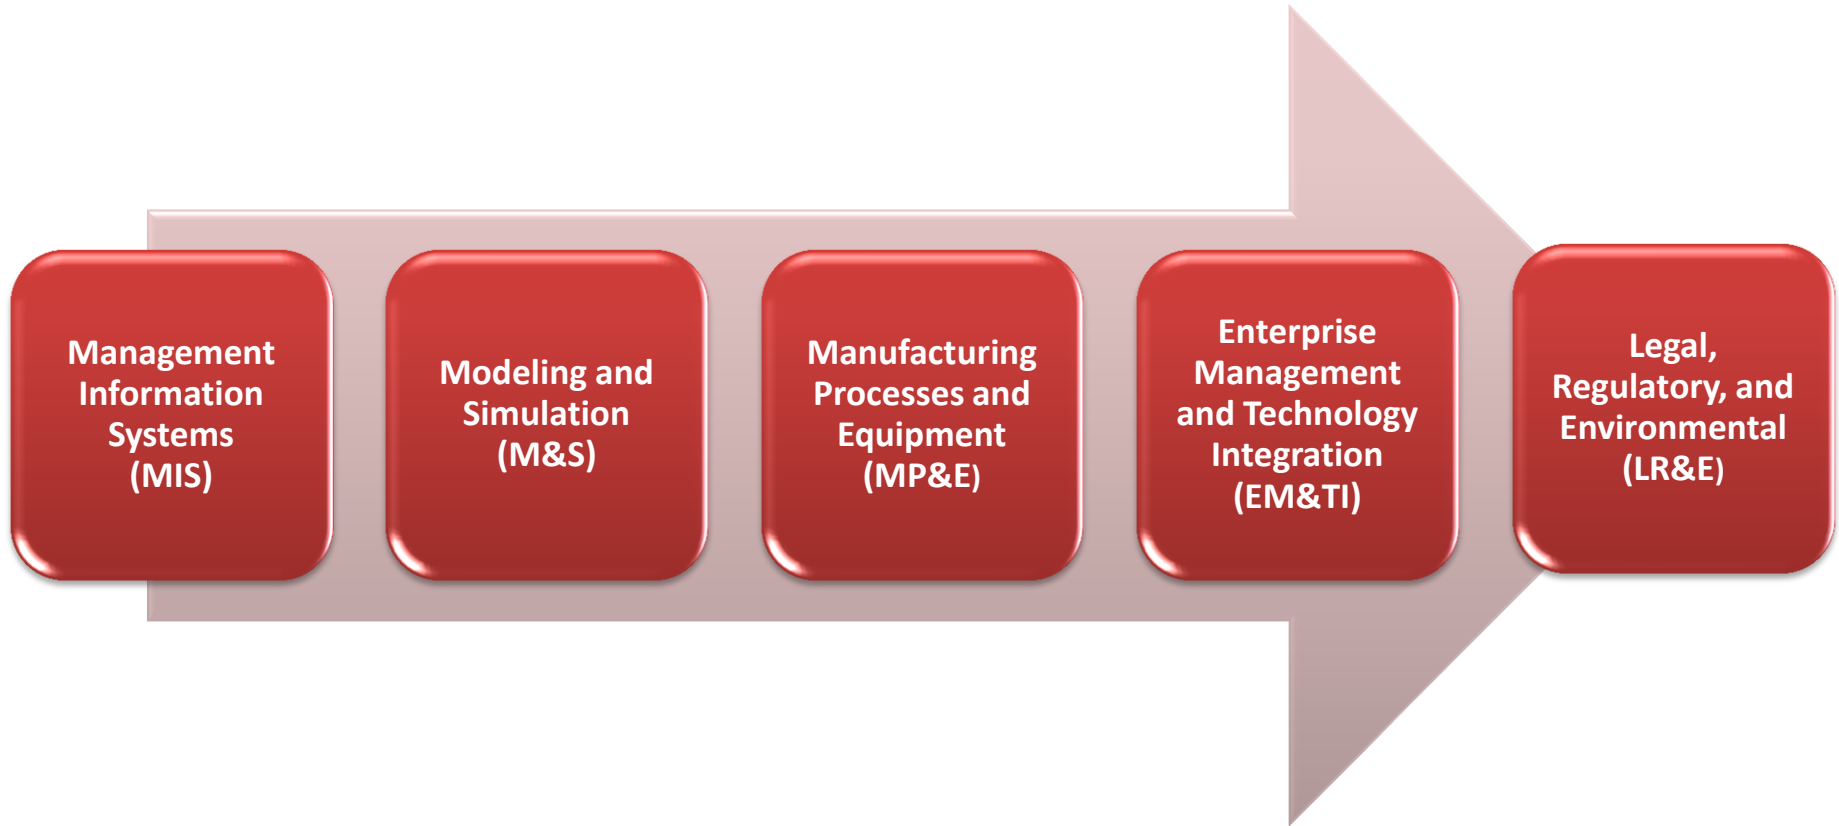 Management
Information
Systems
(MIS)
Modeling and
Simulation
(M&S)
Manufacturing
Processes and
Equipment
(MP&E)
Enterprise
Management
and Technology
Integration
(EM&TI)
Legal,
Regulatory, and
Environmental
(LR&E)